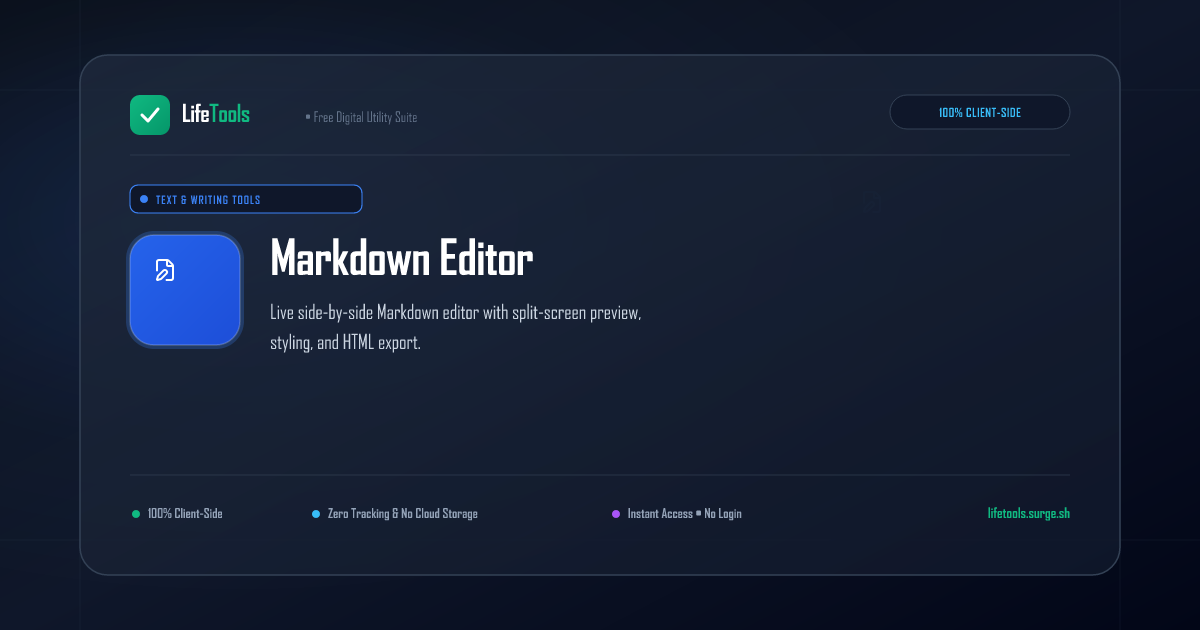 LifeTools
▪ Free Digital Utility Suite
100% CLIENT-SIDE
TEXT & WRITING TOOLS
Markdown Editor
Live side-by-side Markdown editor with split-screen preview,
styling, and HTML export.
100% Client-Side
Zero Tracking & No Cloud Storage
Instant Access ▪ No Login
lifetools.surge.sh